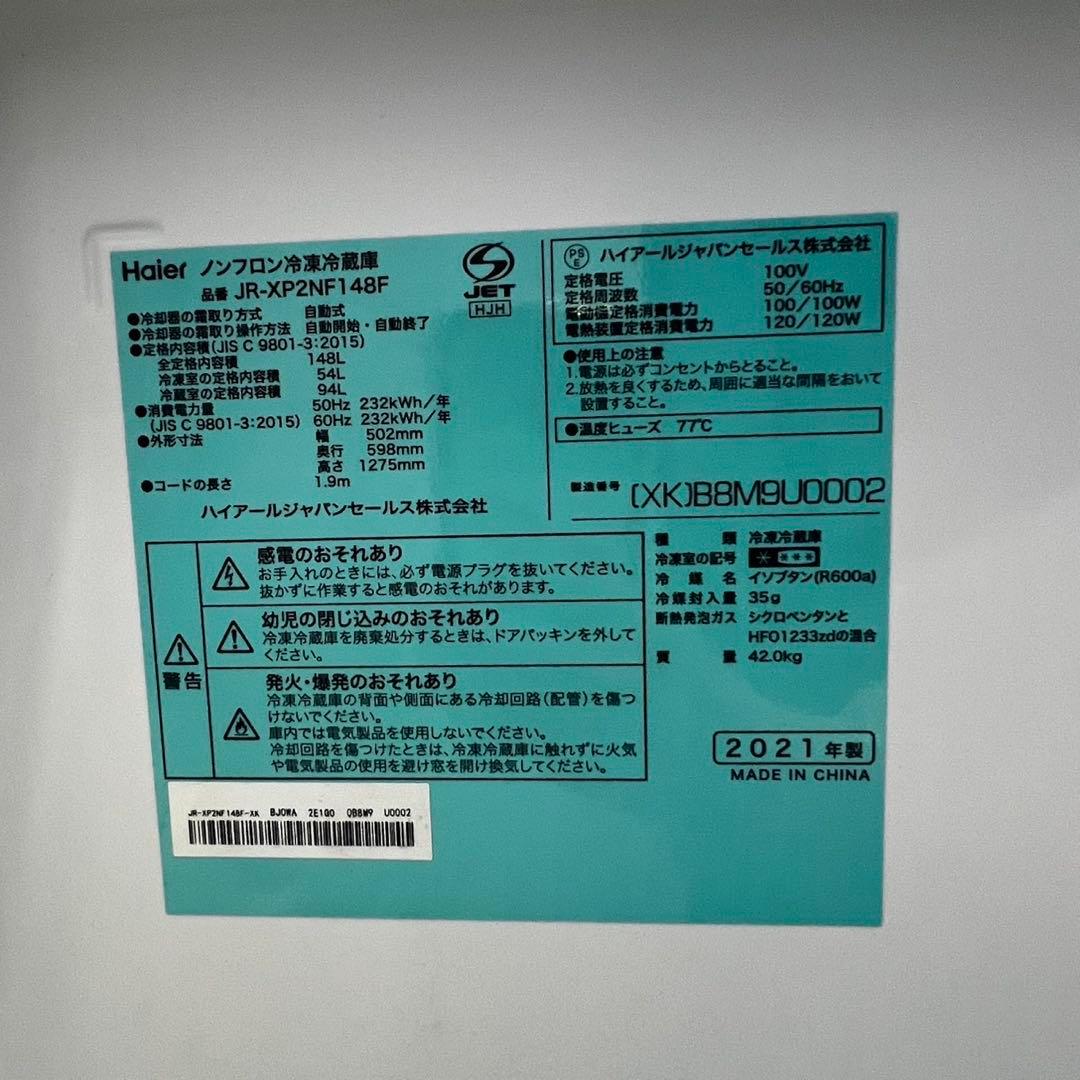 Haier ノンフロン冷凍冷蔵庫
品番 JR-XP2NF148F
JET
HJH
●冷却器の霜取り方式 自動式
●冷却器の霜取り操作方法 自動開始・自動終了
●定格内容積(JIS C 9801-3:2015)
全定格内容積 148L
冷凍室の定格内容積 54L
冷蔵室の定格内容積 94L
●消費電力量 50Hz 232kWh/年
(JIS C 9801-3:2015) 60Hz 232kWh/年
●外形寸法 幅 502mm
奥行 598mm
高さ 1275mm
●コードの長さ 1.9m
ハイアールジャパンセールス株式会社
PS E ハイアールジャパンセールス株式会社
定格電圧 100V
定格周波数 50/60Hz
電動機定格消費電力 100/100W
電熱装置定格消費電力 120/120W
●使用上の注意
1.電源は必ずコンセントからとること。
2.放熱を良くするため、周囲に適当な間隔をおいて
設置すること。
●温度ヒューズ 77℃
製造番号 (XK)B8M9U0002
種類 冷凍冷蔵庫
冷凍室の記号 * ***
冷媒名 イソブタン(R600a)
冷媒封入量 35g
断熱発泡ガス シクロペンタンと
HFO1233zdの混合
質量 42.0kg
2021年製
MADE IN CHINA
警告
感電のおそれあり
お手入れのときには、必ず電源プラグを抜いてください。
抜かずに作業すると感電のおそれがあります。
幼児の閉じ込みのおそれあり
冷凍冷蔵庫を廃棄処分するときは、ドアパッキンを外して
ください。
発火・爆発のおそれあり
冷凍冷蔵庫の背面や側面にある冷却回路(配管)を傷つ
けないでください。
庫内では電気製品を使用しないでください。
冷却回路を傷つけたときは、冷凍冷蔵庫に触れずに火気
や電気製品の使用を避け窓を開け換気してください。
JR-XP2NF148F-XK BJ0WA 2E1G0 QB8M9 U0002